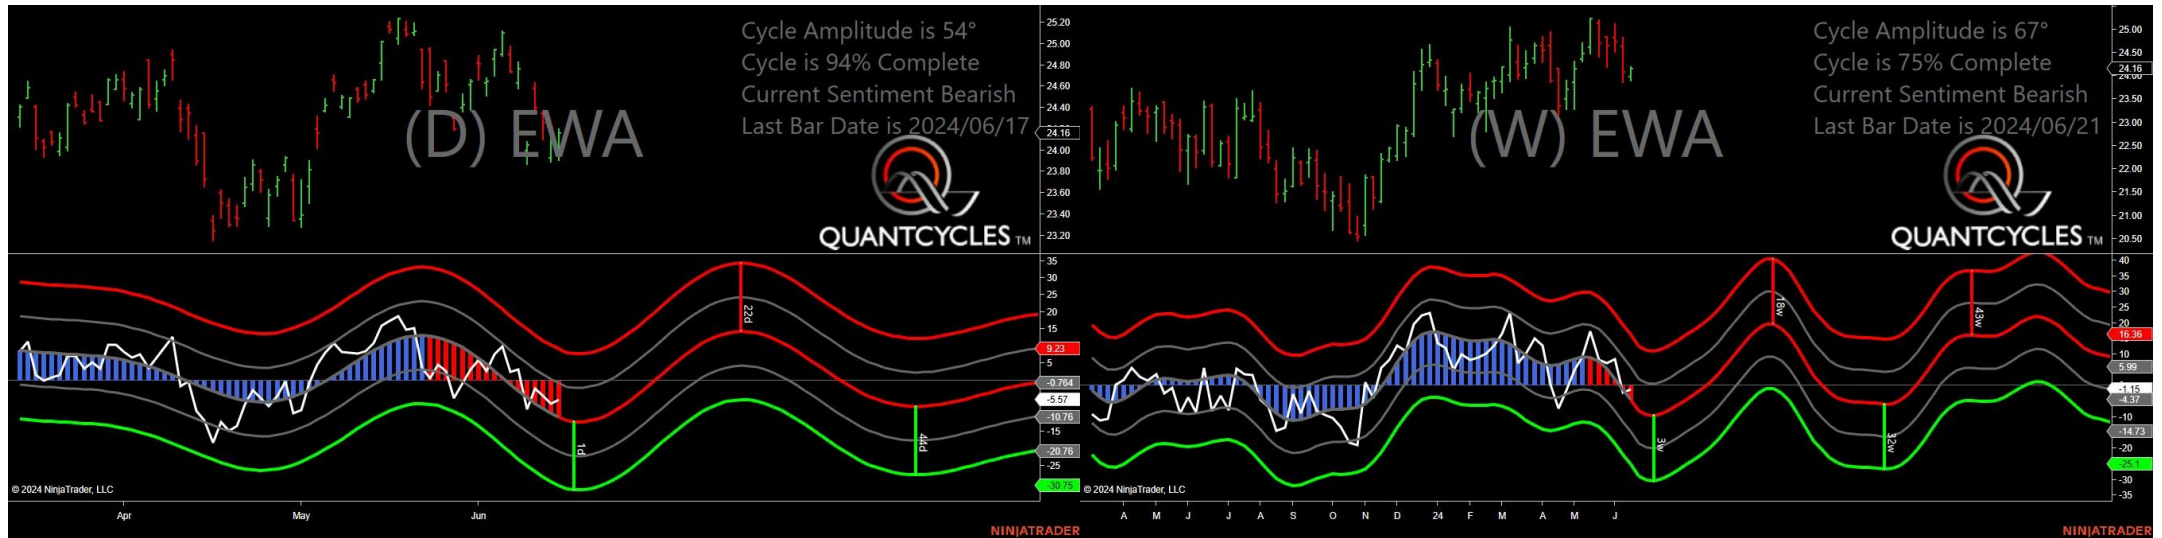 Cycle Amplitude is 54°
Cycle is 94% Complete
Current Sentiment Bearish
Last Bar Date is 2024/06/17
(D) EWA
QUANTCYCLES TM
25.20
25.00
24.80
24.60
24.40
24.16
24.00
23.80
23.60
23.40
23.20
35
30
25
20
15
9.23
5
-0.764
-5.57
-10.76
-15
-20.76
-25
-30.75
22d
1d
44d
© 2024 NinjaTrader, LLC
Apr May Jun
NINJATRADER
Cycle Amplitude is 67°
Cycle is 75% Complete
Current Sentiment Bearish
Last Bar Date is 2024/06/21
(W) EWA
QUANTCYCLES TM
25.00
24.50
24.16
23.50
23.00
22.50
22.00
21.50
21.00
20.50
40
35
30
25
20
16.36
10
5.99
-1.15
-4.37
-10
-14.73
-20
-25.1
-30
-35
18w
43w
3w
32w
© 2024 NinjaTrader, LLC
A M J J A S O N D 24 F M A M J
NINJATRADER